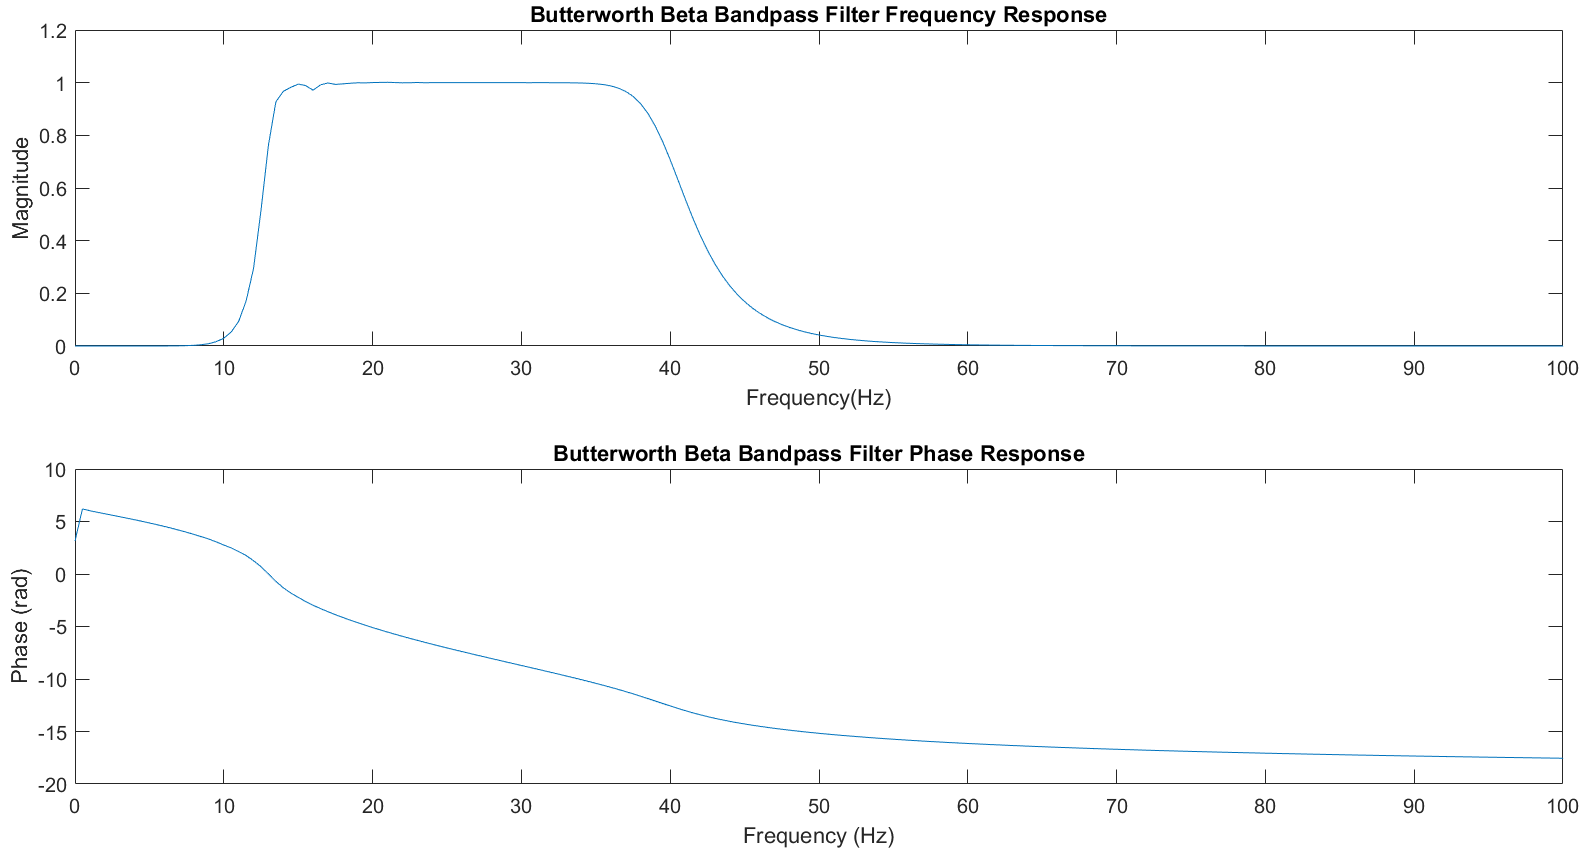 Butterworth Beta Bandpass Filter Frequency Response
1.2
1
0.8
0.6
0.4
0.2
0
Magnitude
0 10 20 30 40 50 60 70 80 90 100
Frequency(Hz)
Butterworth Beta Bandpass Filter Phase Response
10
5
0
-5
-10
-15
-20
Phase (rad)
0 10 20 30 40 50 60 70 80 90 100
Frequency (Hz)